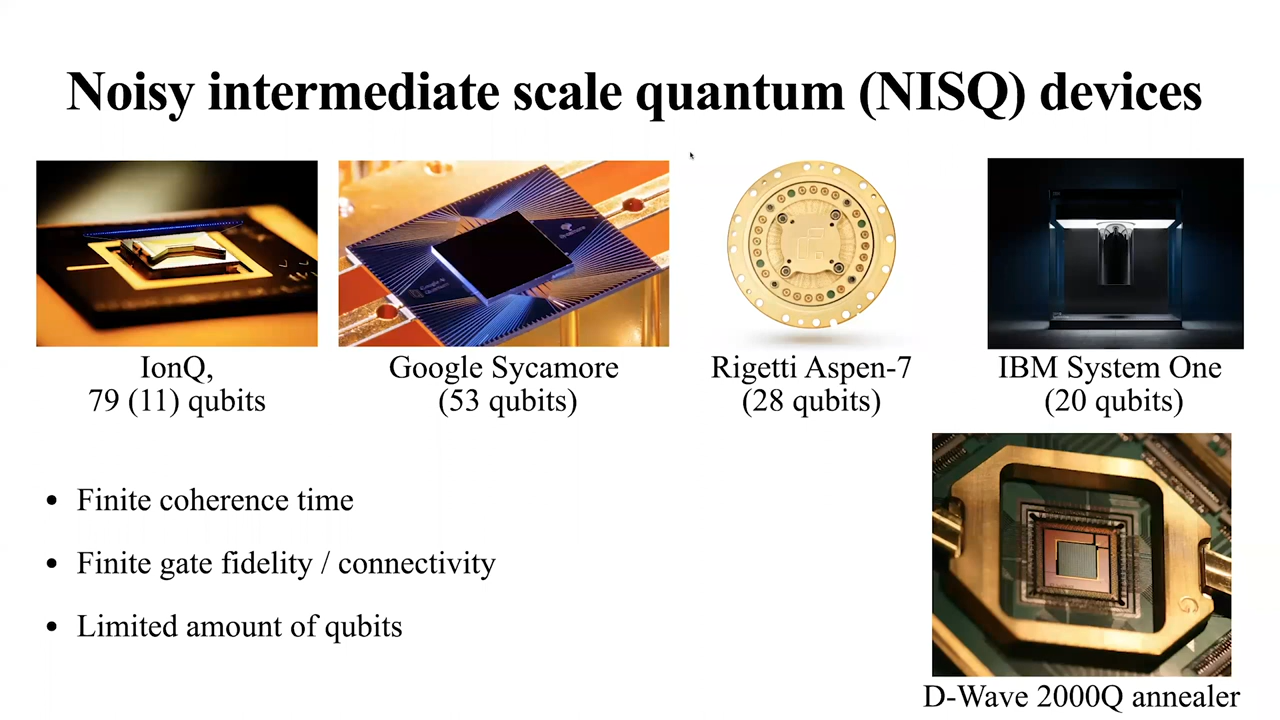 Noisy intermediate scale quantum (NISQ) devices
IonQ,
79 (11) qubits
Google Sycamore
(53 qubits)
Rigetti Aspen-7
(28 qubits)
IBM System One
(20 qubits)
• Finite coherence time
• Finite gate fidelity / connectivity
• Limited amount of qubits
D-Wave 2000Q annealer